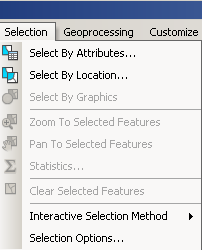 Selection Geoprocessing Customize
Select By Attributes...
Select By Location...
Select By Graphics
Zoom To Selected Features
Pan To Selected Features
Statistics...
Clear Selected Features
Interactive Selection Method
Selection Options...